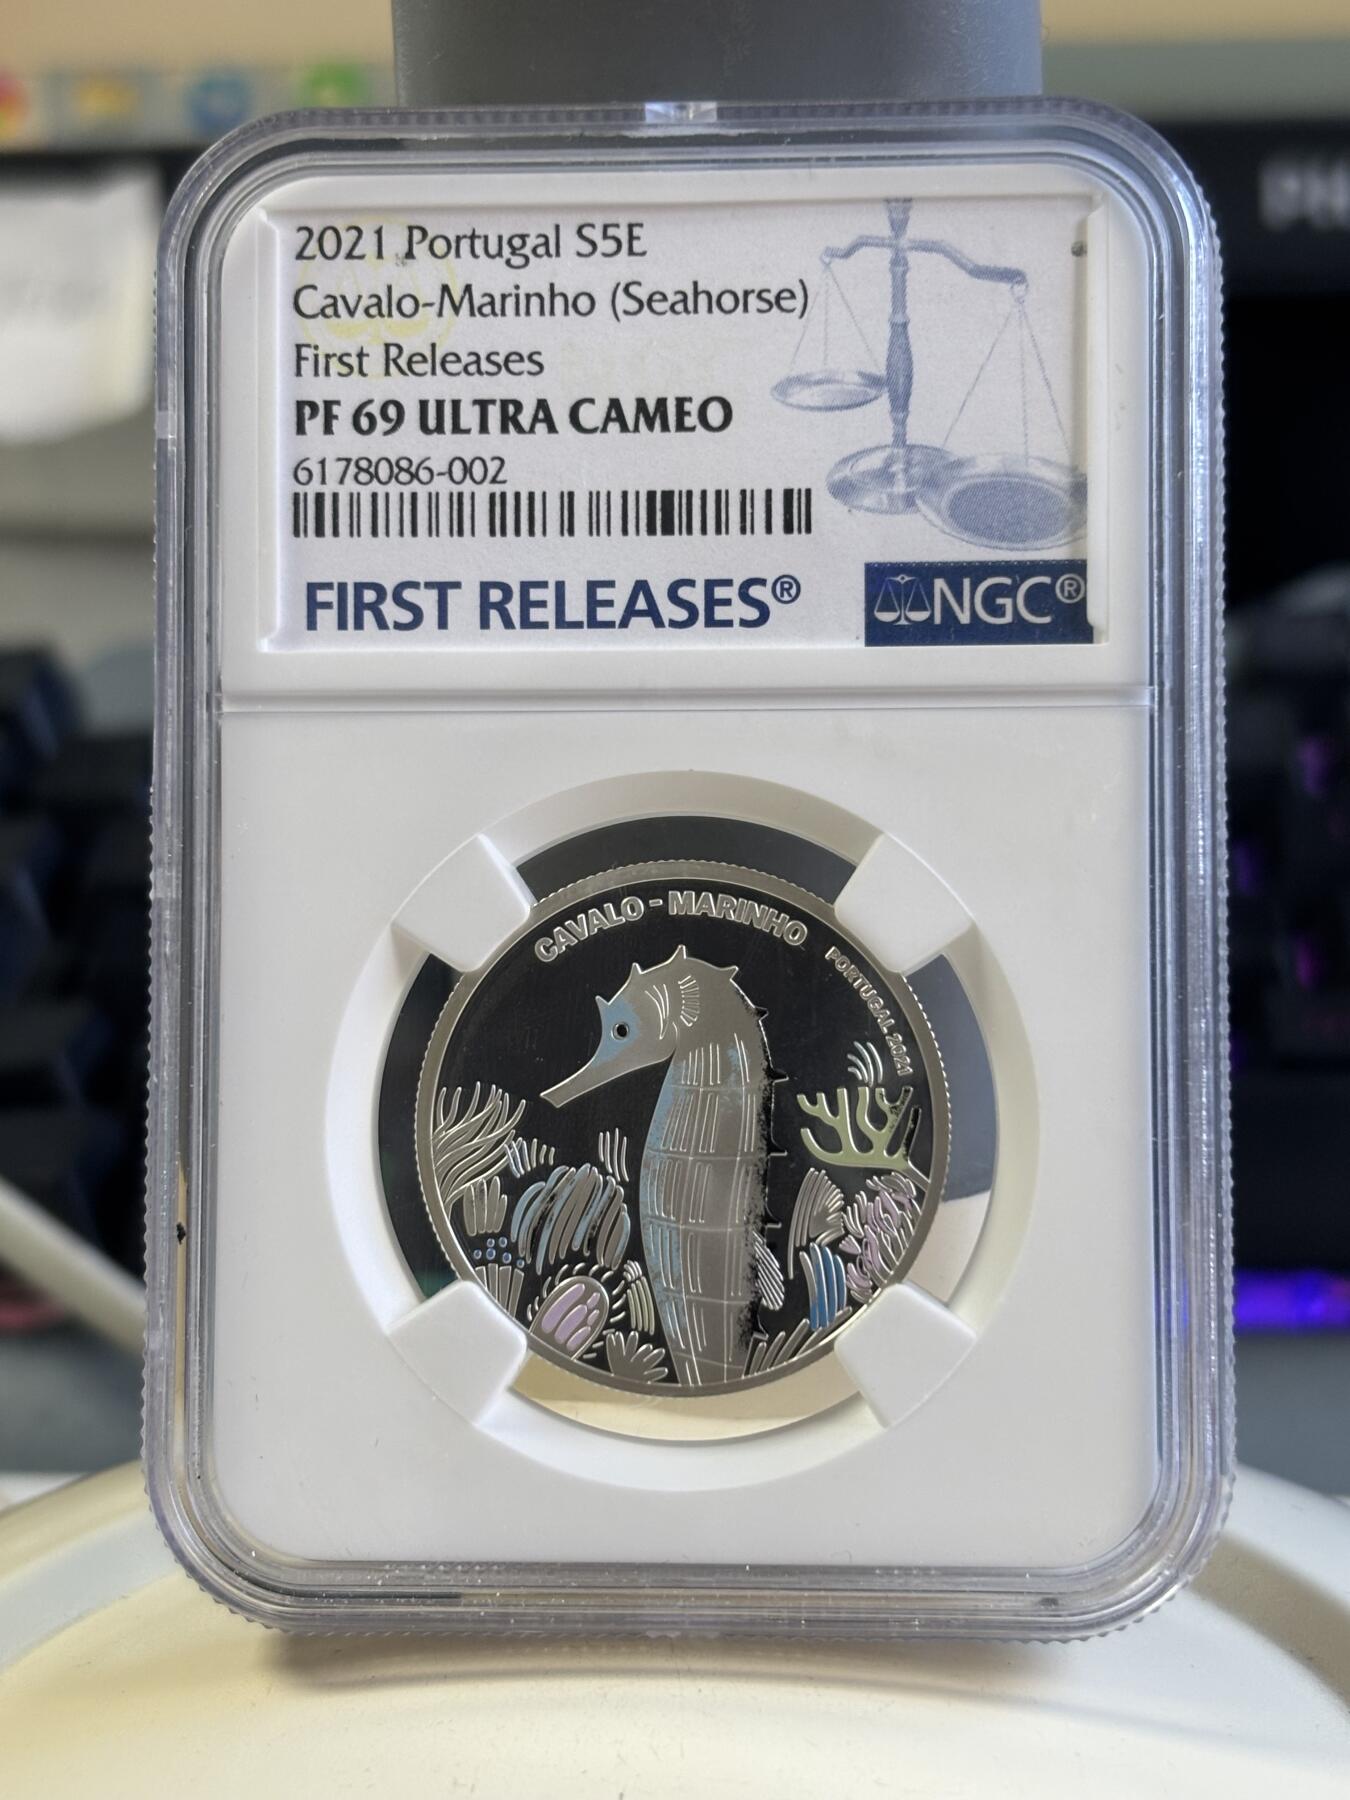 2021 Portugal S5E
Cavalo-Marinho (Seahorse)
First Releases
PF 69 ULTRA CAMEO
6178086-002
FIRST RELEASES®
NGC®
CAVALO - MARINHO
PORTUGAL 2021